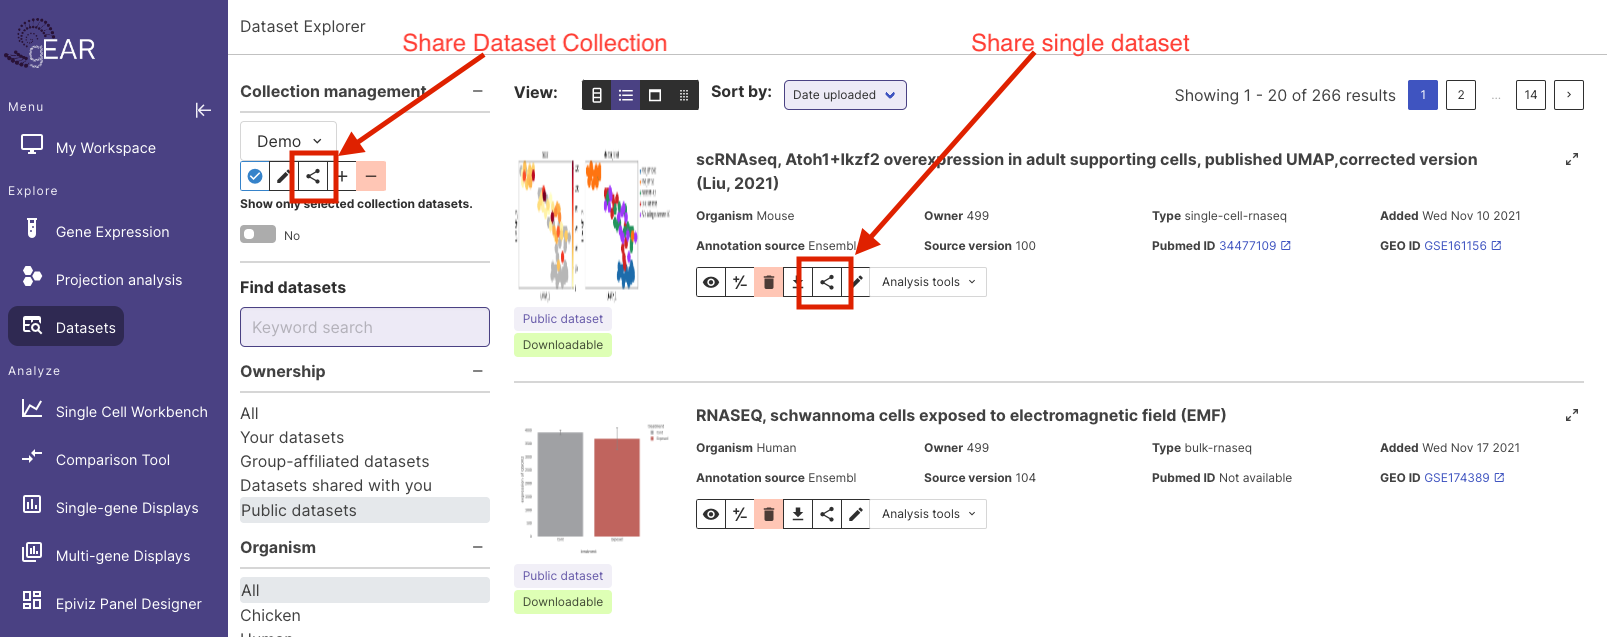 gEAR
Menu
My Workspace
Explore
Gene Expression
Projection analysis
Datasets
Analyze
Single Cell Workbench
Comparison Tool
Single-gene Displays
Multi-gene Displays
Epiviz Panel Designer
Dataset Explorer
Share Dataset Collection
Share single dataset
Collection management
Demo
Show only selected collection datasets.
No
Find datasets
Keyword search
Ownership
All
Your datasets
Group-affiliated datasets
Datasets shared with you
Public datasets
Organism
All
Chicken
View:
Sort by:
Date uploaded
Showing 1 - 20 of 266 results
1 2 ... 14 ›
scRNAseq, Atoh1+Ikzf2 overexpression in adult supporting cells, published UMAP,corrected version
(Liu, 2021)
Organism Mouse Owner 499 Type single-cell-rnaseq Added Wed Nov 10 2021
Annotation source Ensembl Source version 100 Pubmed ID 34477109 GEO ID GSE161156
Analysis tools
Public dataset
Downloadable
RNASEQ, schwannoma cells exposed to electromagnetic field (EMF)
Organism Human Owner 499 Type bulk-rnaseq Added Wed Nov 17 2021
Annotation source Ensembl Source version 104 Pubmed ID Not available GEO ID GSE174389
Analysis tools
Public dataset
Downloadable